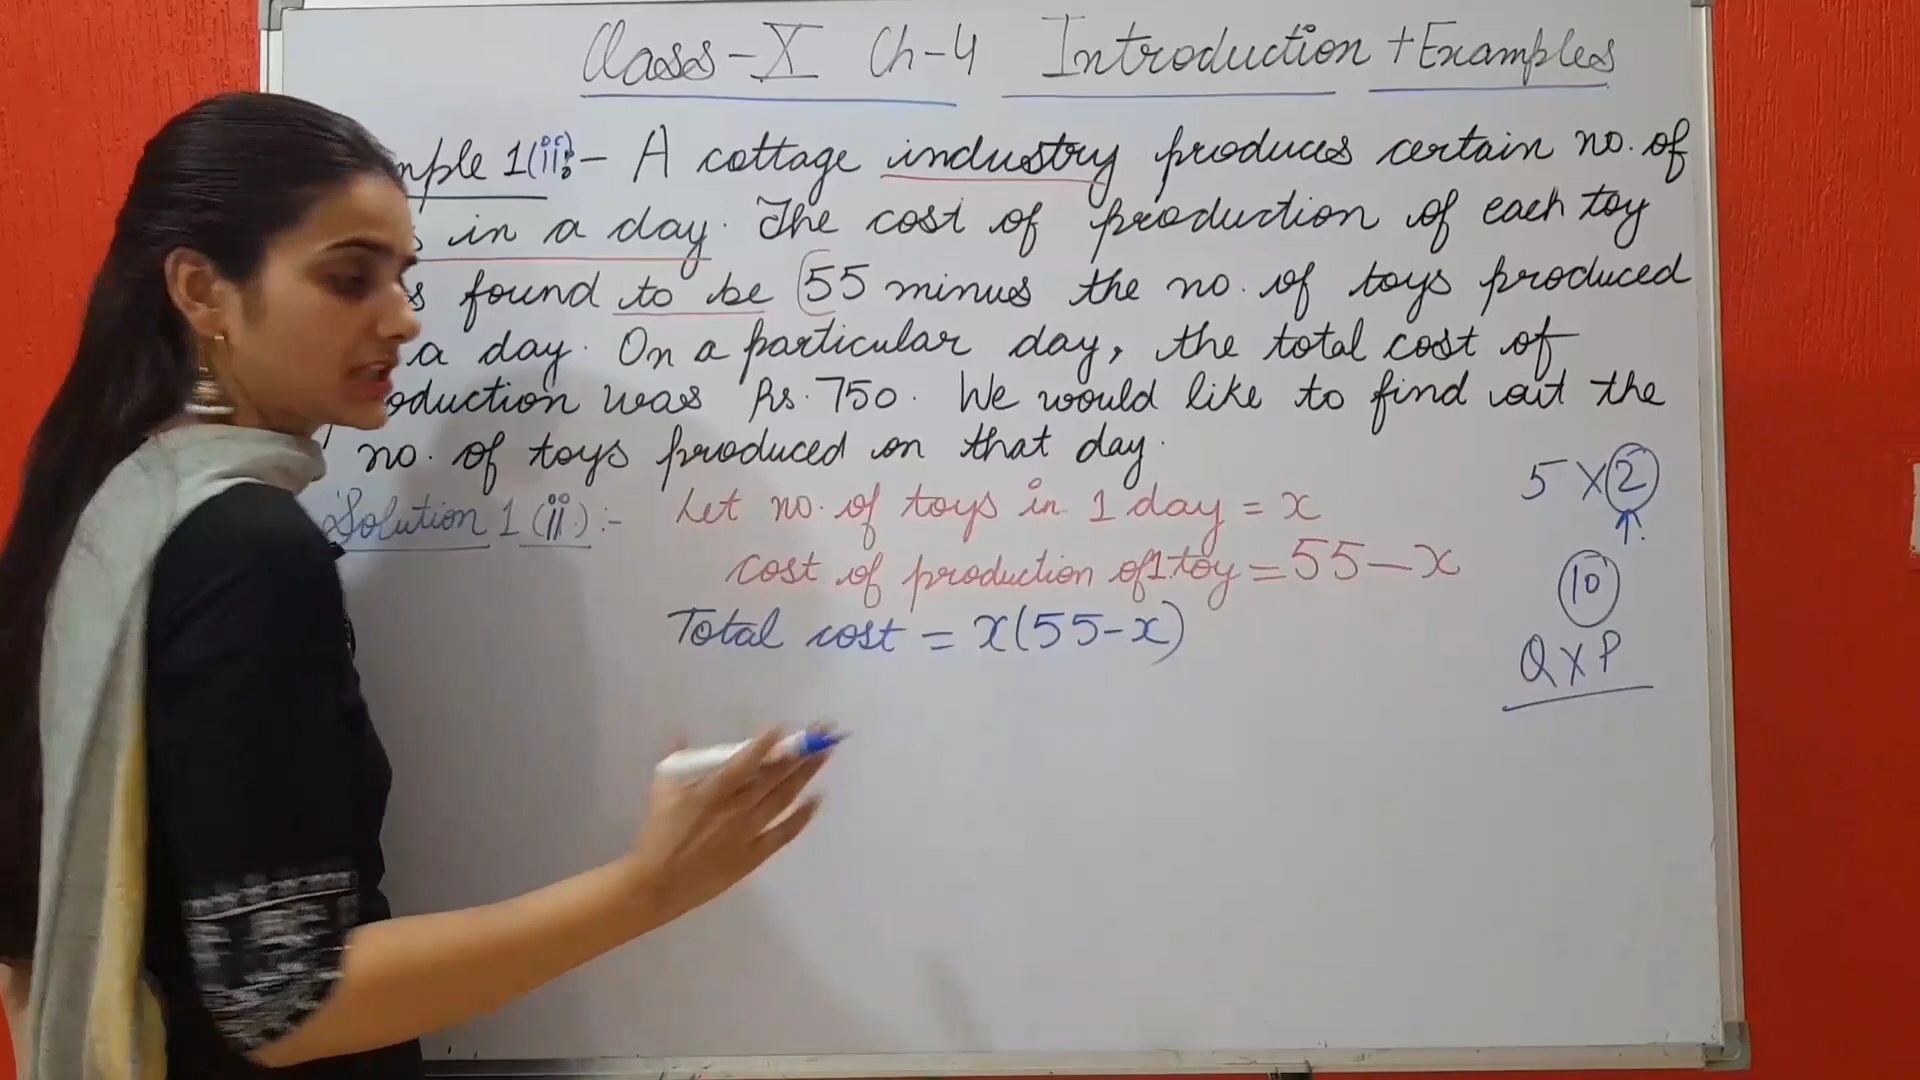 Class-X Ch-4 Introduction + Examples
mple 1(ii):- A cottage industry produces certain no. of
s in a day. The cost of production of each toy
s found to be 55 minus the no. of toys produced
a day. On a particular day, the total cost of
oduction was Rs. 750. We would like to find out the
no. of toys produced on that day.
Solution 1 (ii) :- Let no. of toys in 1 day = x
cost of production of 1 toy = 55 - x
Total cost = x(55-x)
5 X 2
10
Q X P